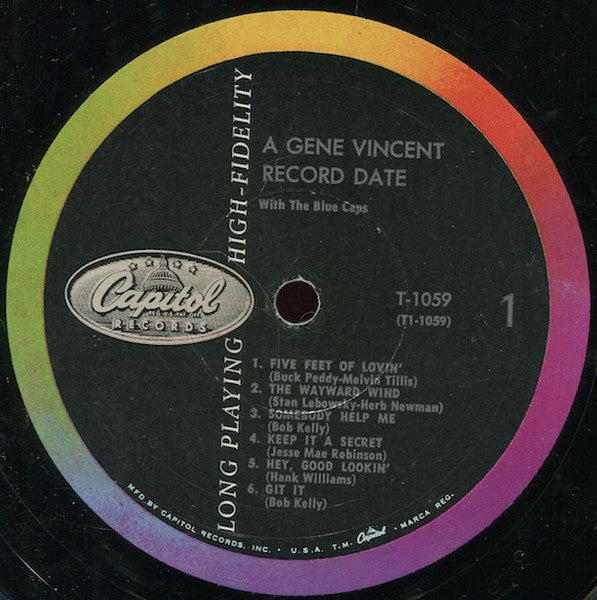 A GENE VINCENT
RECORD DATE
With The Blue Caps
LONG PLAYING HIGH-FIDELITY
Capitol
REG. U.S. PAT. OFF.
RECORDS
T-1059
(T1-1059)
1
1. FIVE FEET OF LOVIN'
(Buck Peddy-Melvin Tillis)
2. THE WAYWARD WIND
(Stan Lebowsky-Herb Newman)
3. SOMEBODY HELP ME
(Bob Kelly)
4. KEEP IT A SECRET
(Jesse Mae Robinson)
5. HEY, GOOD LOOKIN'
(Hank Williams)
6. GIT IT
(Bob Kelly)
MFD BY CAPITOL RECORDS, INC. • U.S.A. T.M. Capitol • MARCA REG.